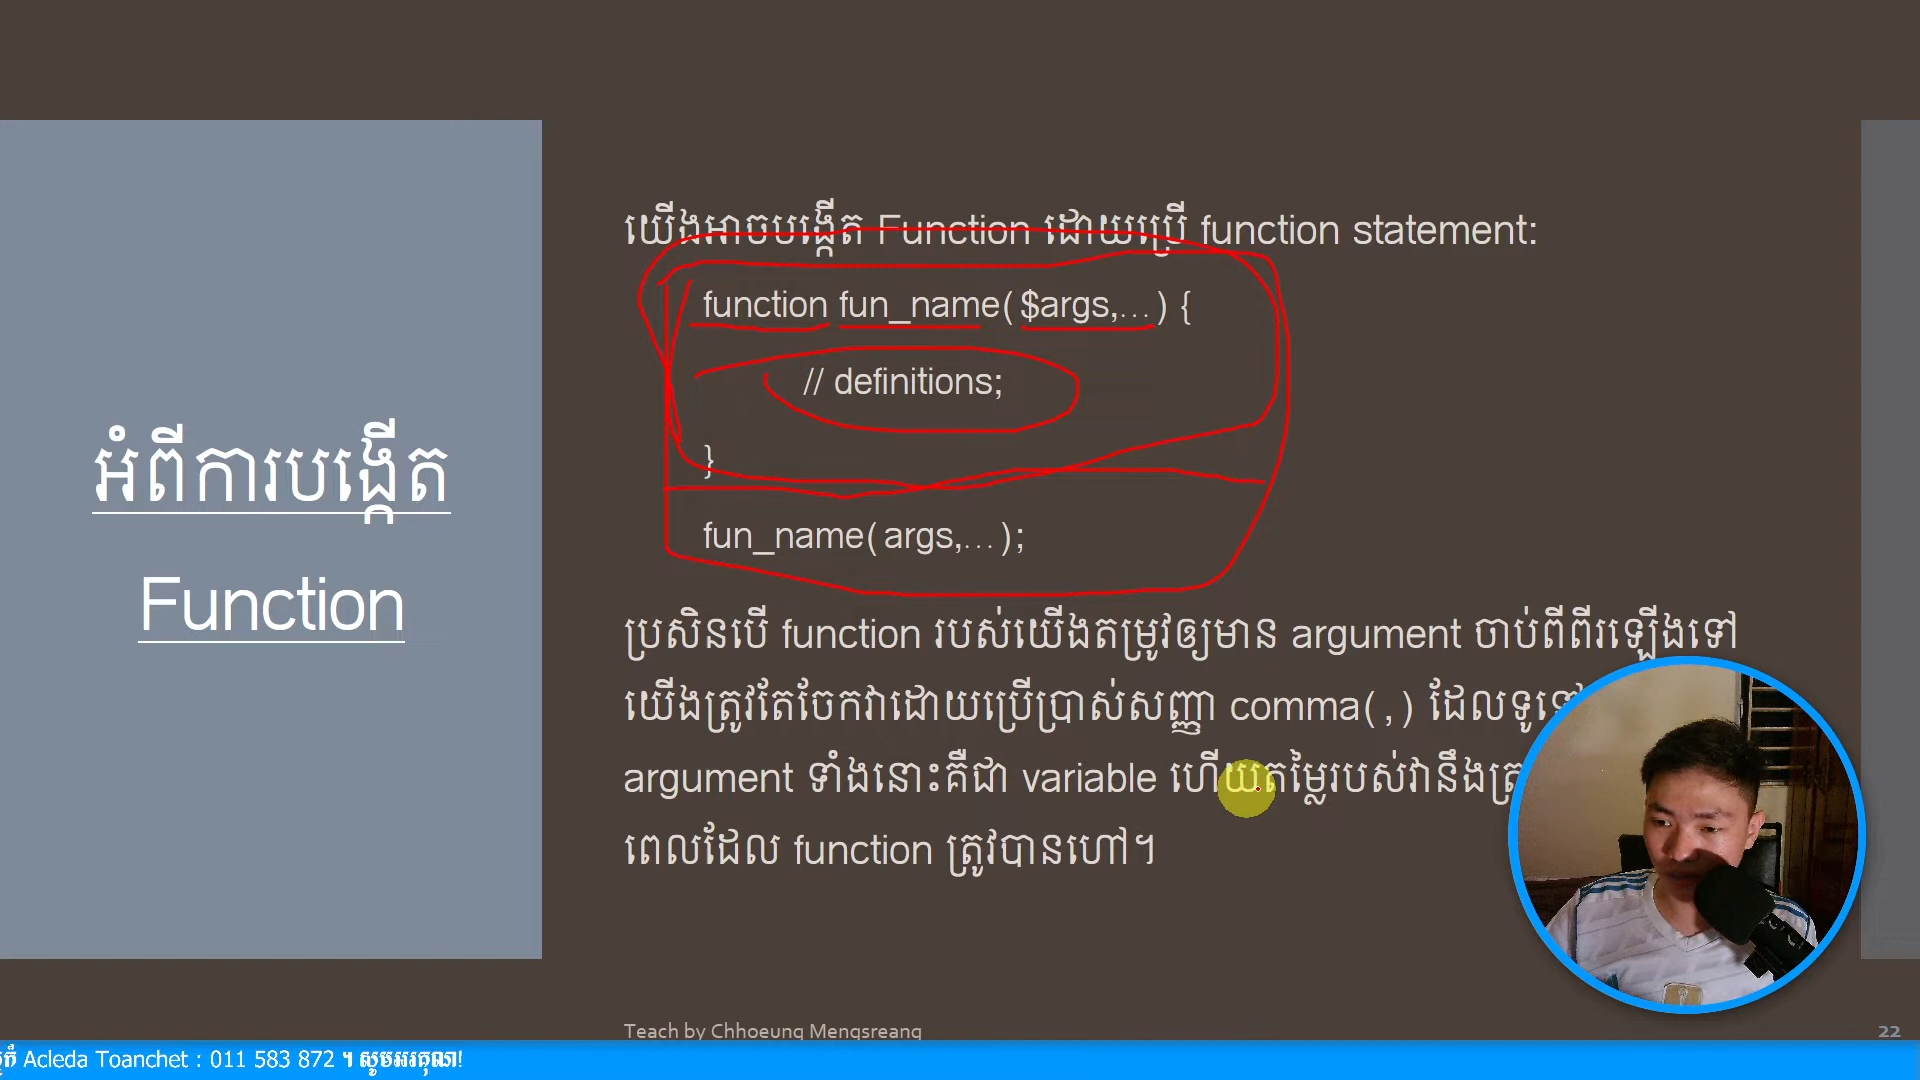 អំពីការបង្កើត
Function
យើងអាចបង្កើត Function ដោយប្រើ function statement:
function fun_name($args,...) {
// definitions;
}
fun_name(args,...);
ប្រសិនបើ function របស់យើងតម្រូវឲ្យមាន argument ចាប់ពីពីរឡើងទៅ
យើងត្រូវតែចែកវាដោយប្រើប្រាស់សញ្ញា comma(,) ដែលទូទៅ
argument ទាំងនោះគឺជា variable ហើយតម្លៃរបស់វានឹងត្រូ
ពេលដែល function ត្រូវបានហៅ។
Teach by Chhoeung Mengsreang
22
Acleda Toanchet : 011 583 872 ។ សូមអរគុណ!